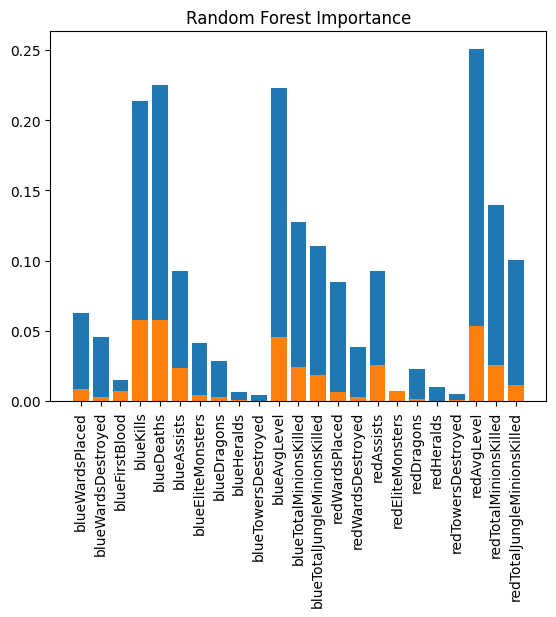 Random Forest Importance
0.25
0.20
0.15
0.10
0.05
0.00
blueWardsPlaced
blueWardsDestroyed
blueFirstBlood
blueKills
blueDeaths
blueAssists
blueEliteMonsters
blueDragons
blueHeralds
blueTowersDestroyed
blueAvgLevel
blueTotalMinionsKilled
blueTotalJungleMinionsKilled
redWardsPlaced
redWardsDestroyed
redAssists
redEliteMonsters
redDragons
redHeralds
redTowersDestroyed
redAvgLevel
redTotalMinionsKilled
redTotalJungleMinionsKilled